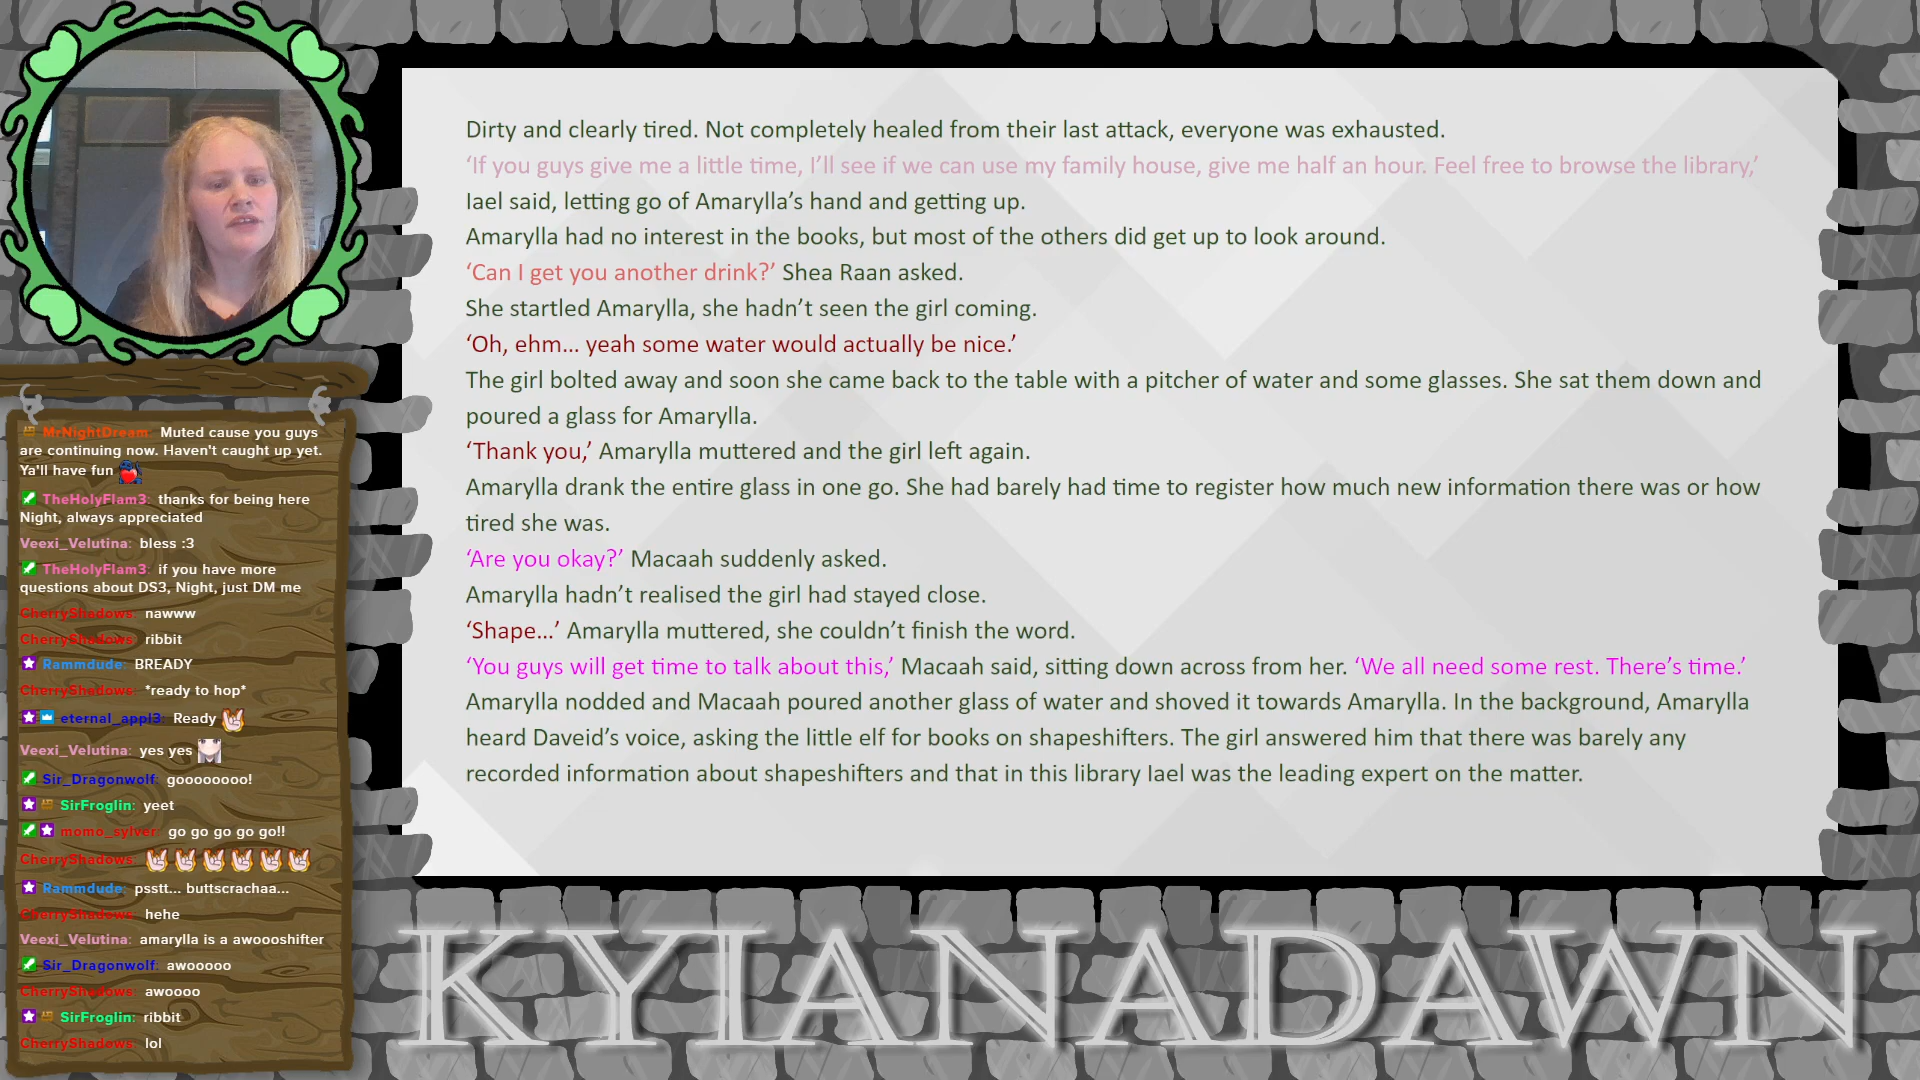 Dirty and clearly tired. Not completely healed from their last attack, everyone was exhausted.
‘If you guys give me a little time, I’ll see if we can use my family house, give me half an hour. Feel free to browse the library,’
Iael said, letting go of Amarylla’s hand and getting up.
Amarylla had no interest in the books, but most of the others did get up to look around.
‘Can I get you another drink?’ Shea Raan asked.
She startled Amarylla, she hadn’t seen the girl coming.
‘Oh, ehm... yeah some water would actually be nice.’
The girl bolted away and soon she came back to the table with a pitcher of water and some glasses. She sat them down and
poured a glass for Amarylla.
‘Thank you,’ Amarylla muttered and the girl left again.
Amarylla drank the entire glass in one go. She had barely had time to register how much new information there was or how
tired she was.
‘Are you okay?’ Macaah suddenly asked.
Amarylla hadn’t realised the girl had stayed close.
‘Shape...’ Amarylla muttered, she couldn’t finish the word.
‘You guys will get time to talk about this,’ Macaah said, sitting down across from her. ‘We all need some rest. There’s time.’
Amarylla nodded and Macaah poured another glass of water and shoved it towards Amarylla. In the background, Amarylla
heard Daveid’s voice, asking the little elf for books on shapeshifters. The girl answered him that there was barely any
recorded information about shapeshifters and that in this library Iael was the leading expert on the matter.
MrNightDream: Muted cause you guys
are continuing now. Haven't caught up yet.
Ya'll have fun
TheHolyFlam3: thanks for being here
Night, always appreciated
Veexi_Velutina: bless :3
TheHolyFlam3: if you have more
questions about DS3, Night, just DM me
CherryShadows: nawww
CherryShadows: ribbit
Rammdude: BREADY
CherryShadows: *ready to hop*
eternal_appl3: Ready
Veexi_Velutina: yes yes
Sir_Dragonwolf: goooooooo!
SirFroglin: yeet
momo_sylver: go go go go go!!
CherryShadows:
Rammdude: psstt... buttscrachaa...
CherryShadows: hehe
Veexi_Velutina: amarylla is a awoooshifter
Sir_Dragonwolf: awooooo
CherryShadows: awoooo
SirFroglin: ribbit
CherryShadows: lol
KYIANADAWN